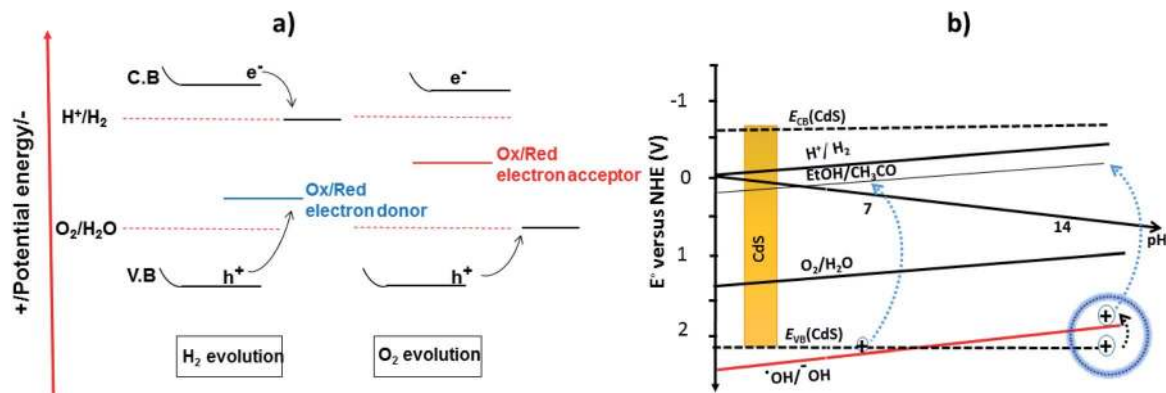 a)
+/Potential energy/-
C.B
e-
e-
H+/H2
Ox/Red
electron acceptor
Ox/Red
electron donor
O2/H2O
V.B
h+
h+
H2 evolution
O2 evolution
b)
E° versus NHE (V)
-1
0
1
2
ECB(CdS)
H+/ H2
EtOH/CH3CO
7
14
pH
CdS
O2/H2O
EVB(CdS)
+
+
+
•OH/-OH